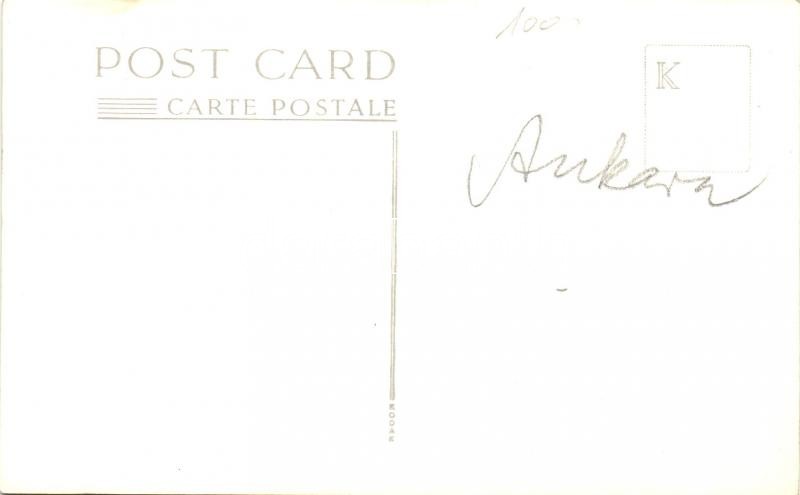 100
POST CARD
CARTE POSTALE
K
Ankara
KODAK